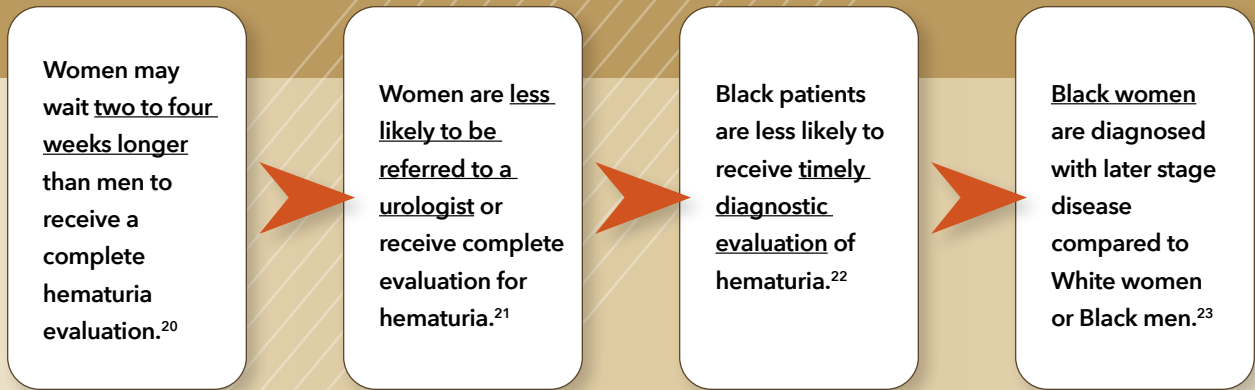 Women may
wait two to four
weeks longer
than men to
receive a
complete
hematuria
evaluation.²⁰
Women are less
likely to be
referred to a
urologist or
receive complete
evaluation for
hematuria.²¹
Black patients
are less likely to
receive timely
diagnostic
evaluation of
hematuria.²²
Black women
are diagnosed
with later stage
disease
compared to
White women
or Black men.²³